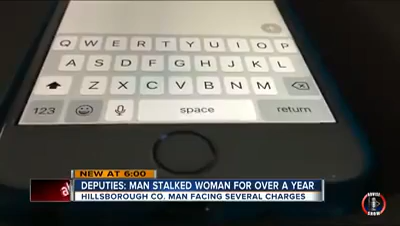 Q W E R T Y U I O P
A S D F G H J K L
Z X C V B N M
123 space return
NEW AT 6:00
DEPUTIES: MAN STALKED WOMAN FOR OVER A YEAR
HILLSBOROUGH CO. MAN FACING SEVERAL CHARGES